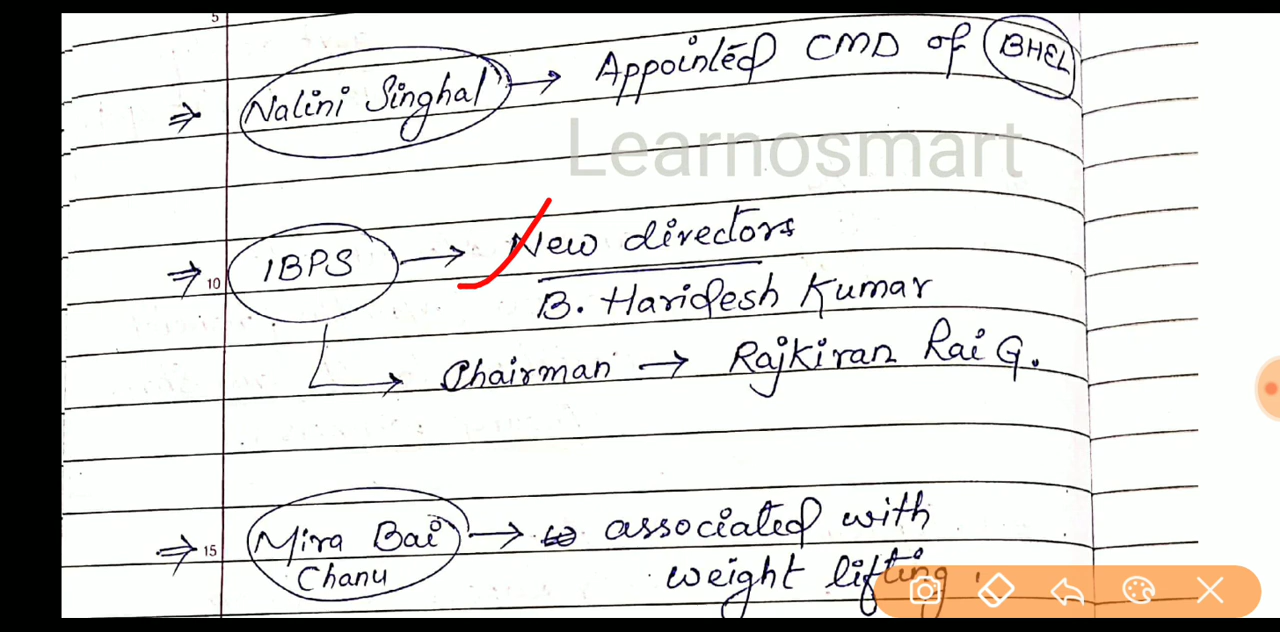 5
⇒ Nalini Singhal → Appointed CMD of BHEL
Learnosmart
⇒ 10 IBPS → New directors
B. Haridesh Kumar
→ Chairman → Rajkiran Rai G.
⇒ 15 Mira Bai Chanu → associated with
weight lifting.